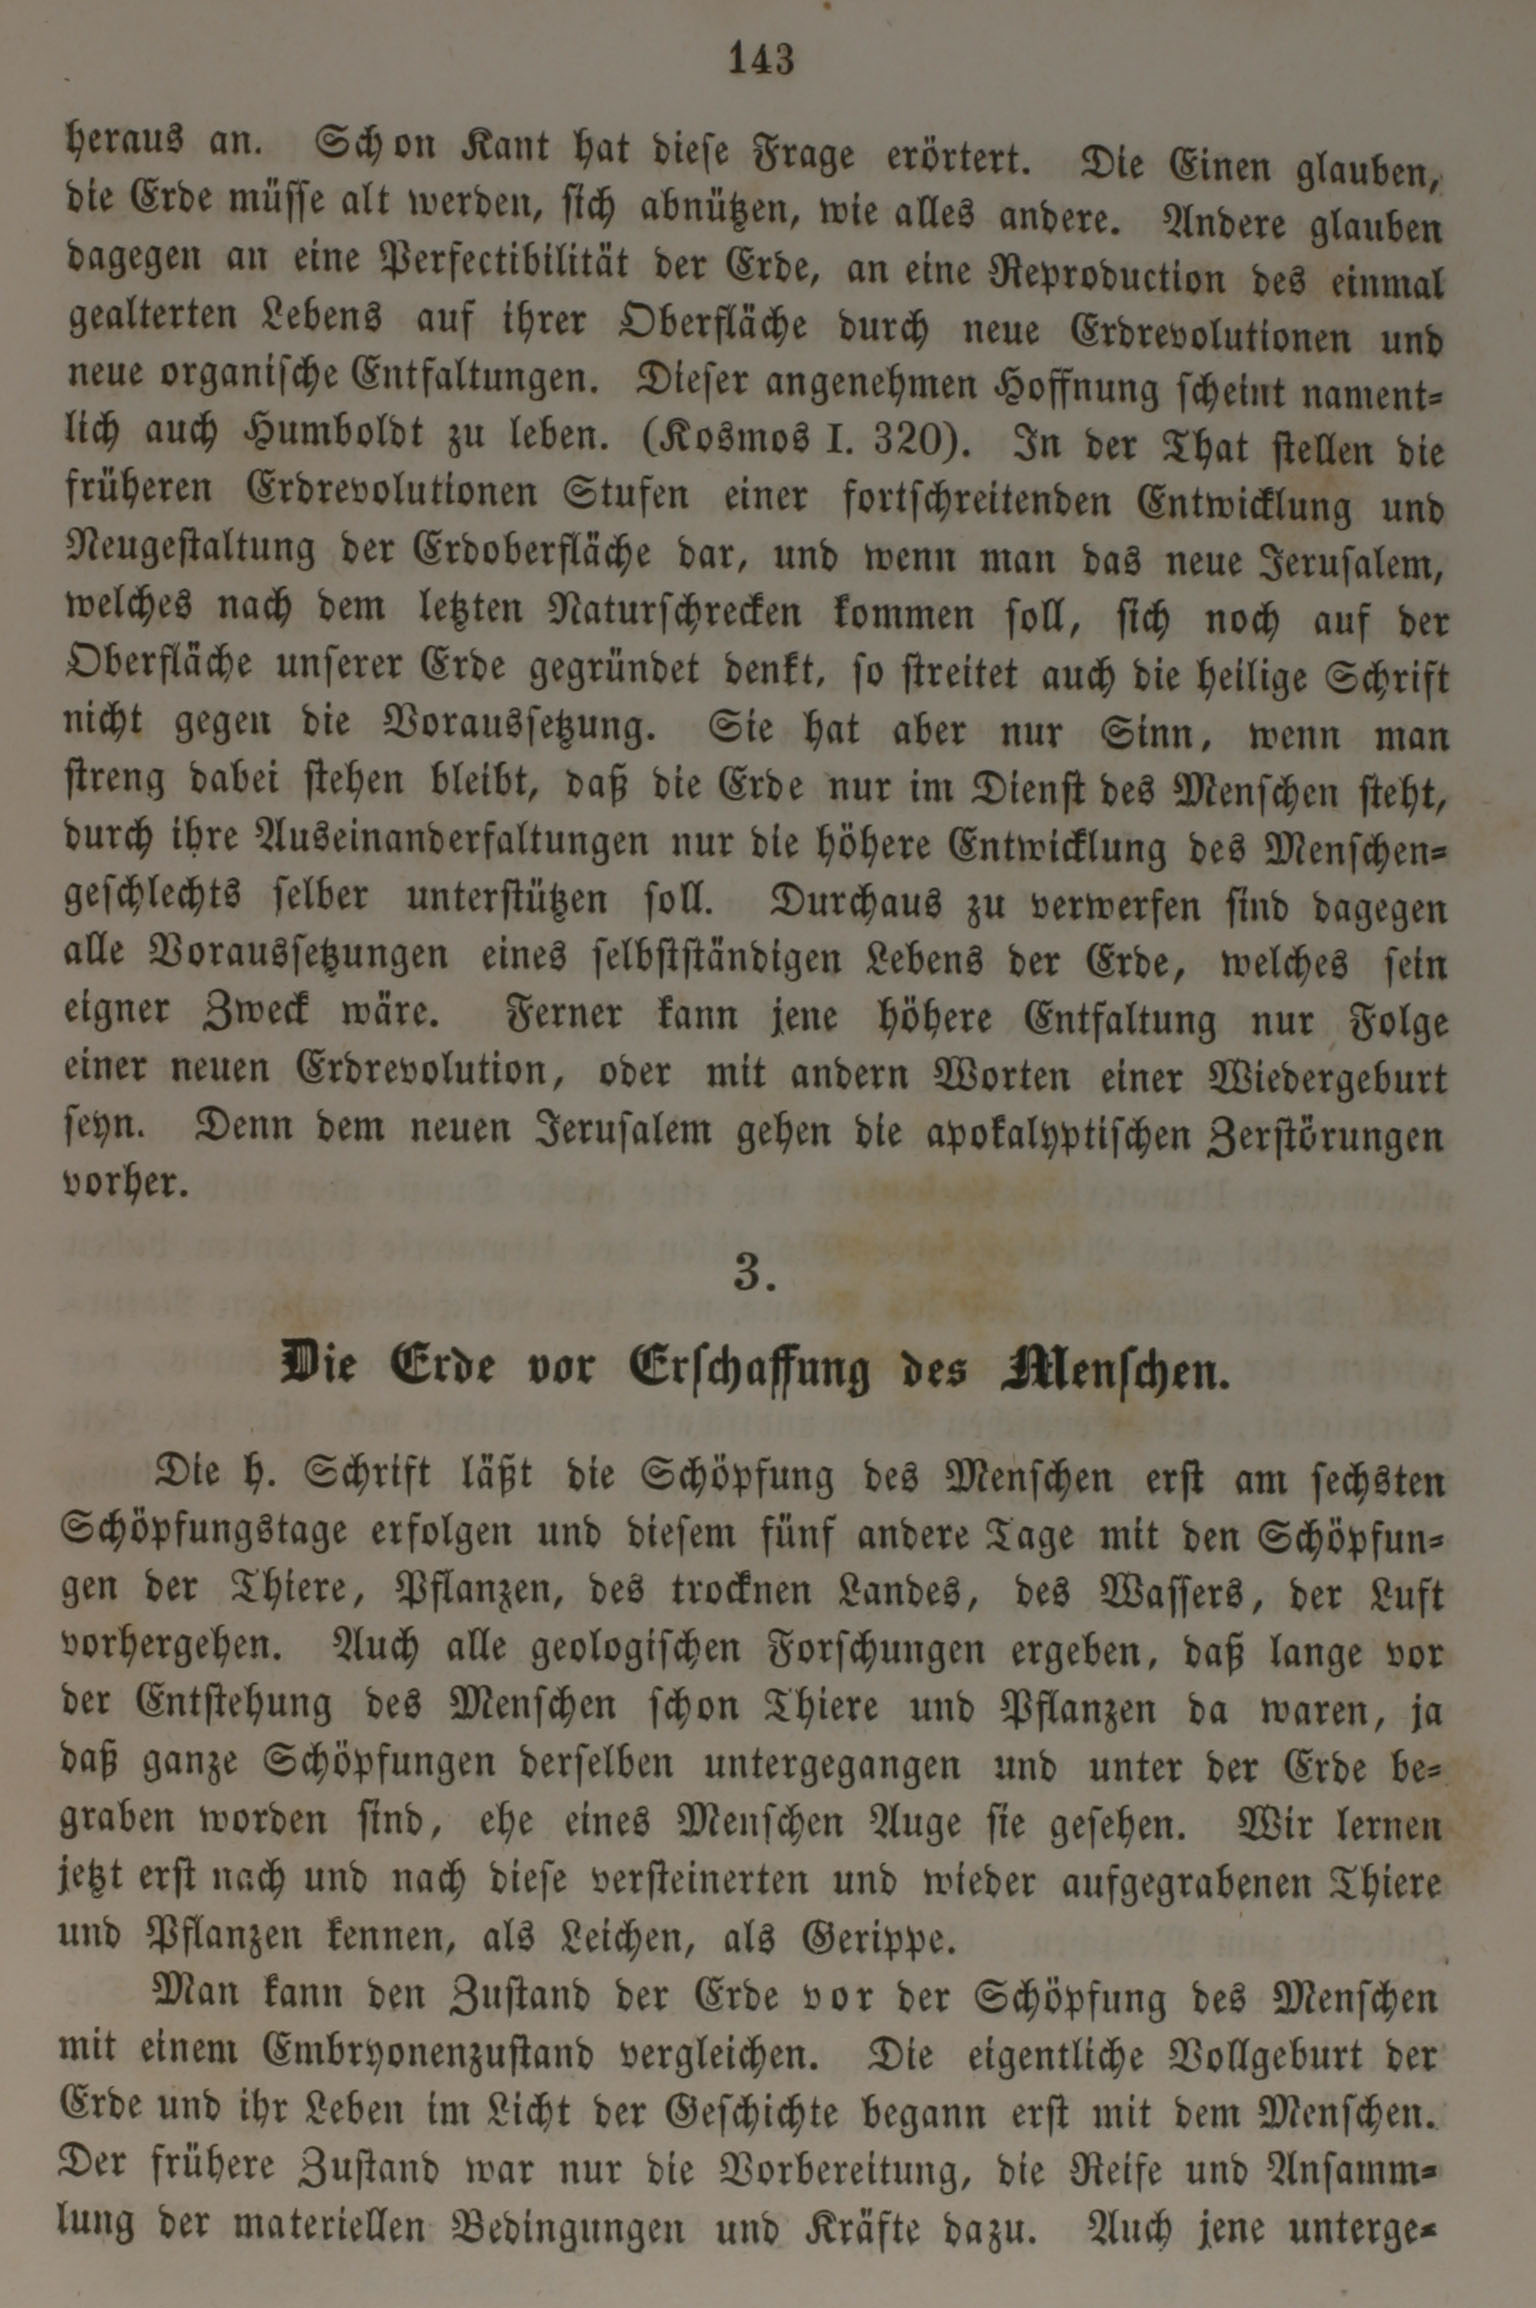 143
heraus an. Schon Kant hat diese Frage erörtert. Die Einen glauben,
die Erde müsse alt werden, sich abnützen, wie alles andere. Andere glauben
dagegen an eine Perfectibilität der Erde, an eine Reproduction des einmal
gealterten Lebens auf ihrer Oberfläche durch neue Erdrevolutionen und
neue organische Entfaltungen. Dieser angenehmen Hoffnung scheint nament-
lich auch Humboldt zu leben. (Kosmos I. 320). In der That stellen die
früheren Erdrevolutionen Stufen einer fortschreitenden Entwicklung und
Neugestaltung der Erdoberfläche dar, und wenn man das neue Jerusalem,
welches nach dem letzten Naturschrecken kommen soll, sich noch auf der
Oberfläche unserer Erde gegründet denkt, so streitet auch die heilige Schrift
nicht gegen die Voraussetzung. Sie hat aber nur Sinn, wenn man
streng dabei stehen bleibt, daß die Erde nur im Dienst des Menschen steht,
durch ihre Auseinanderfaltungen nur die höhere Entwicklung des Menschen-
geschlechts selber unterstützen soll. Durchaus zu verwerfen sind dagegen
alle Voraussetzungen eines selbstständigen Lebens der Erde, welches sein
eigner Zweck wäre. Ferner kann jene höhere Entfaltung nur Folge
einer neuen Erdrevolution, oder mit andern Worten einer Wiedergeburt
seyn. Denn dem neuen Jerusalem gehen die apokalyptischen Zerstörungen
vorher.
3.
Die Erde vor Erschaffung des Menschen.
Die h. Schrift läßt die Schöpfung des Menschen erst am sechsten
Schöpfungstage erfolgen und diesem fünf andere Tage mit den Schöpfun-
gen der Thiere, Pflanzen, des trocknen Landes, des Wassers, der Luft
vorhergehen. Auch alle geologischen Forschungen ergeben, daß lange vor
der Entstehung des Menschen schon Thiere und Pflanzen da waren, ja
daß ganze Schöpfungen derselben untergegangen und unter der Erde be-
graben worden sind, ehe eines Menschen Auge sie gesehen. Wir lernen
jetzt erst nach und nach diese versteinerten und wieder aufgegrabenen Thiere
und Pflanzen kennen, als Leichen, als Gerippe.
Man kann den Zustand der Erde vor der Schöpfung des Menschen
mit einem Embryonenzustand vergleichen. Die eigentliche Vollgeburt der
Erde und ihr Leben im Licht der Geschichte begann erst mit dem Menschen.
Der frühere Zustand war nur die Vorbereitung, die Reife und Ansamm-
lung der materiellen Bedingungen und Kräfte dazu. Auch jene unterge-